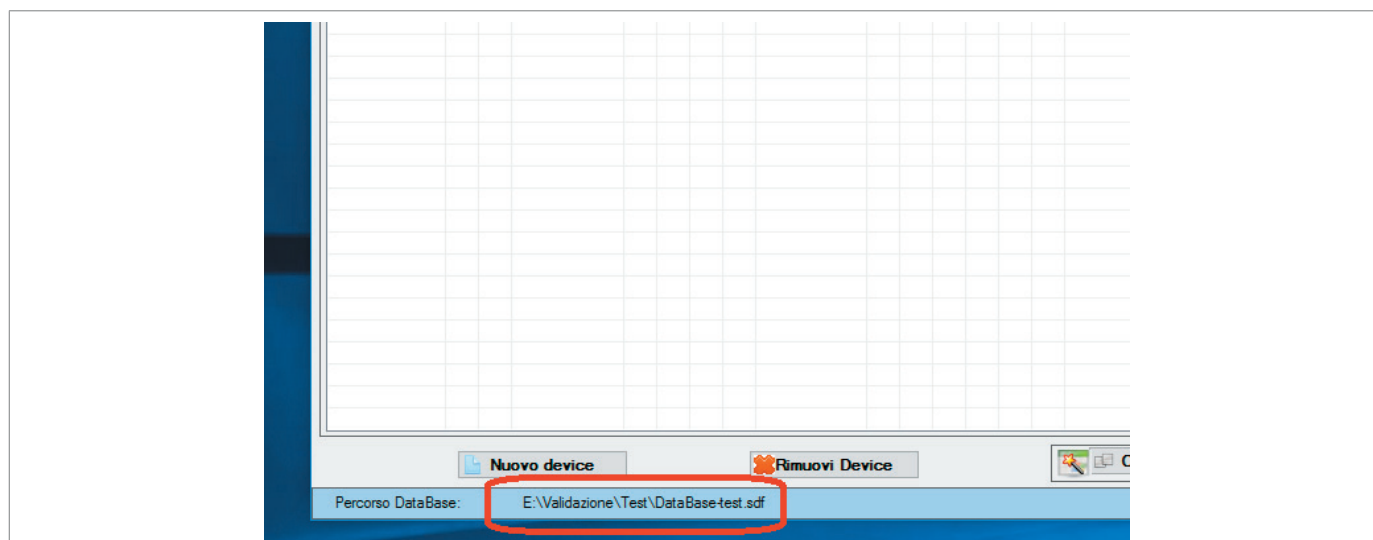 Nuovo device
Rimuovi Device
Percorso DataBase: E:\Validazione\Test\DataBase-test.sdf